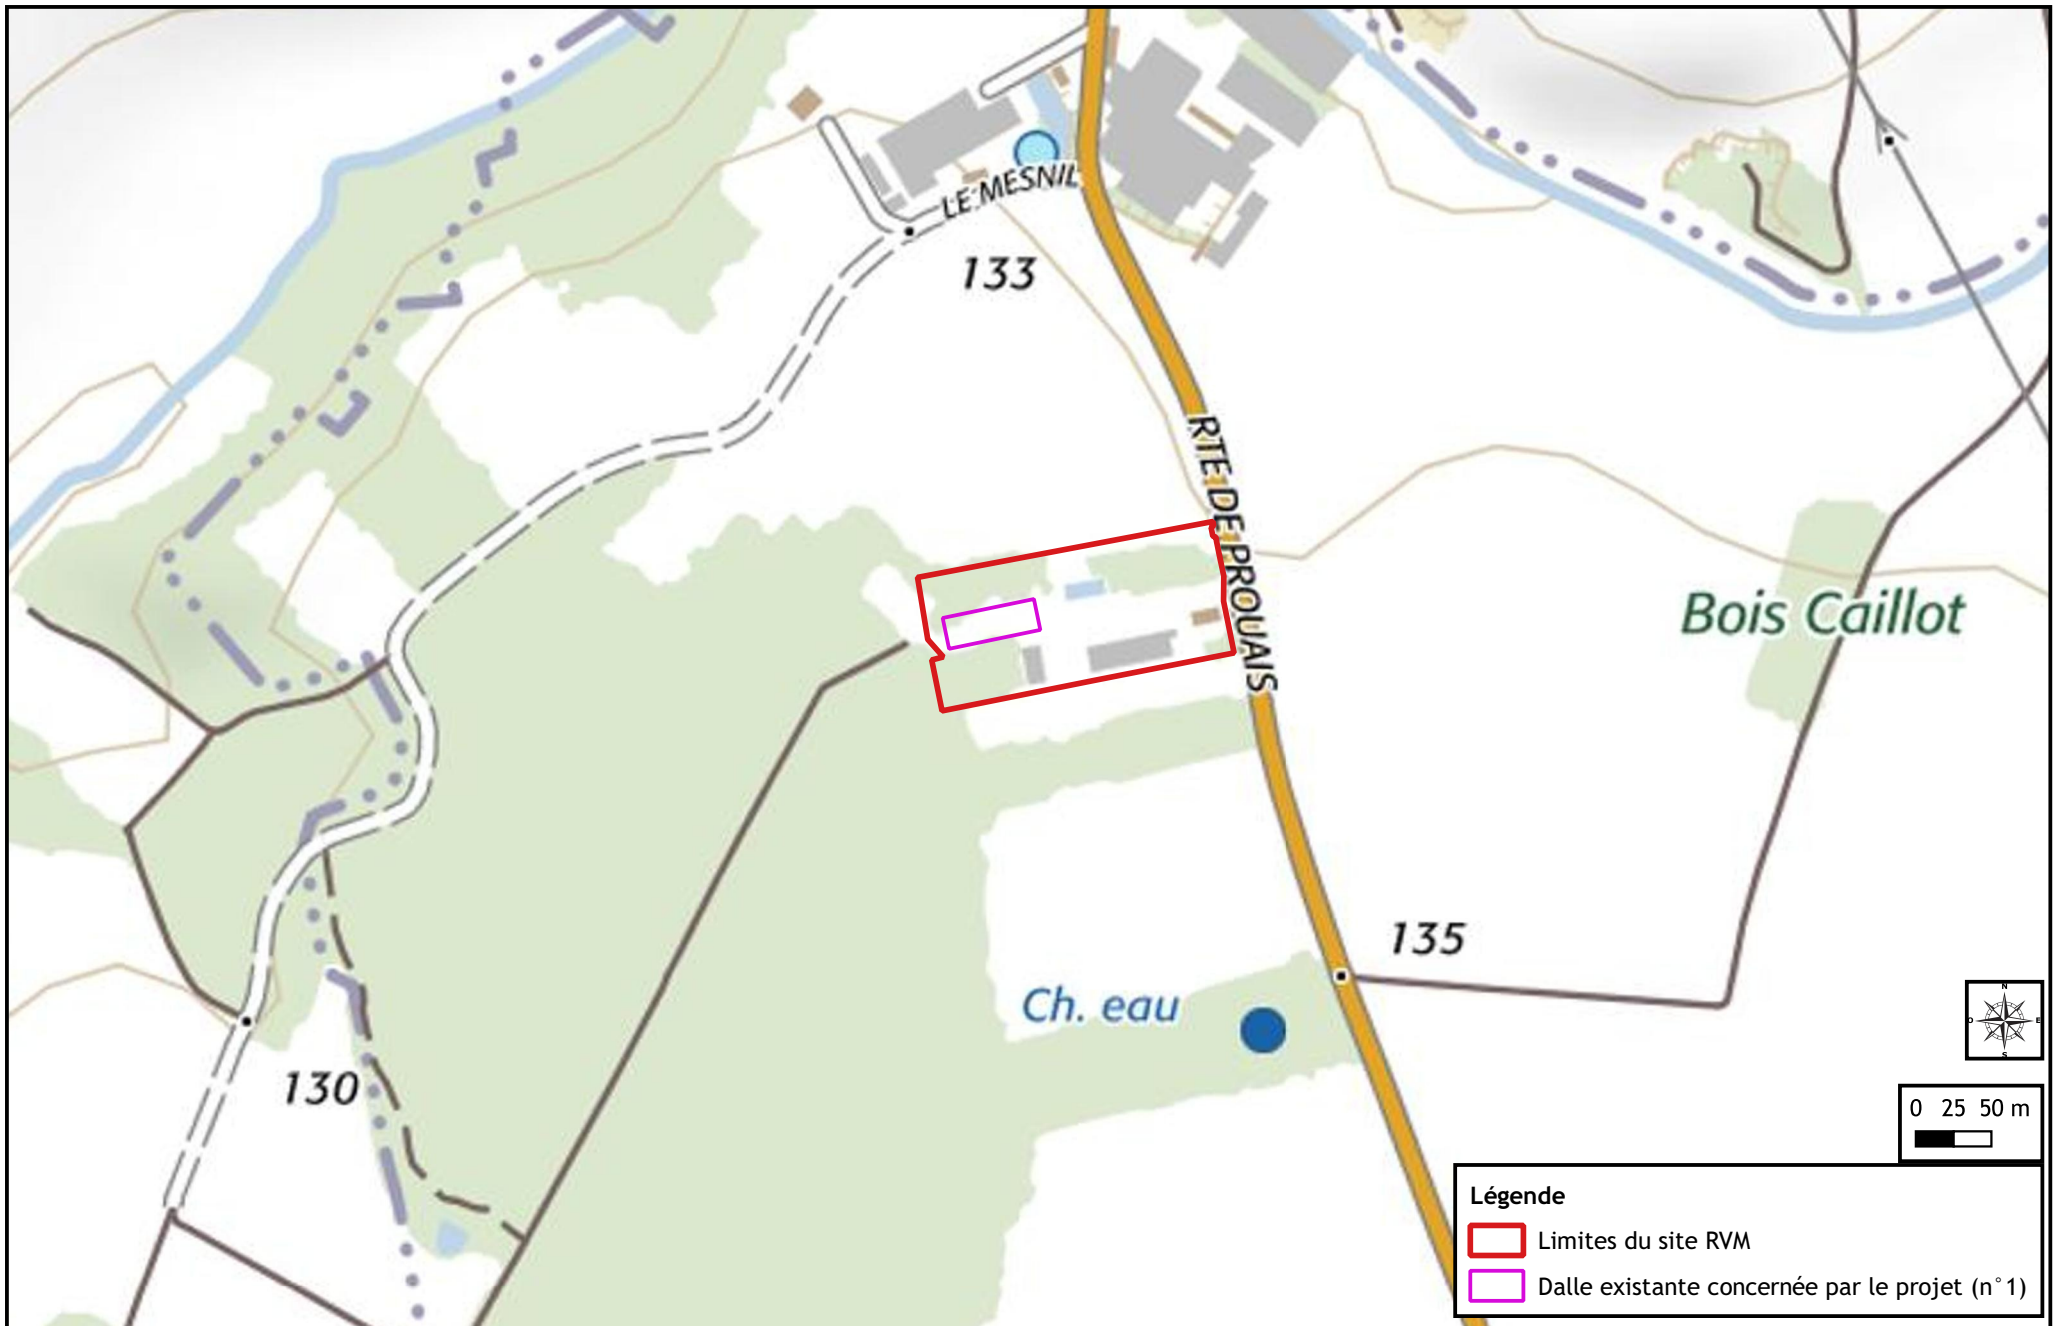 LE MESNIL
133
RTE DE PROUAIS
Bois Caillot
135
Ch. eau
130
N
O E
S
0 25 50 m
Légende
Limites du site RVM
Dalle existante concernée par le projet (n°1)